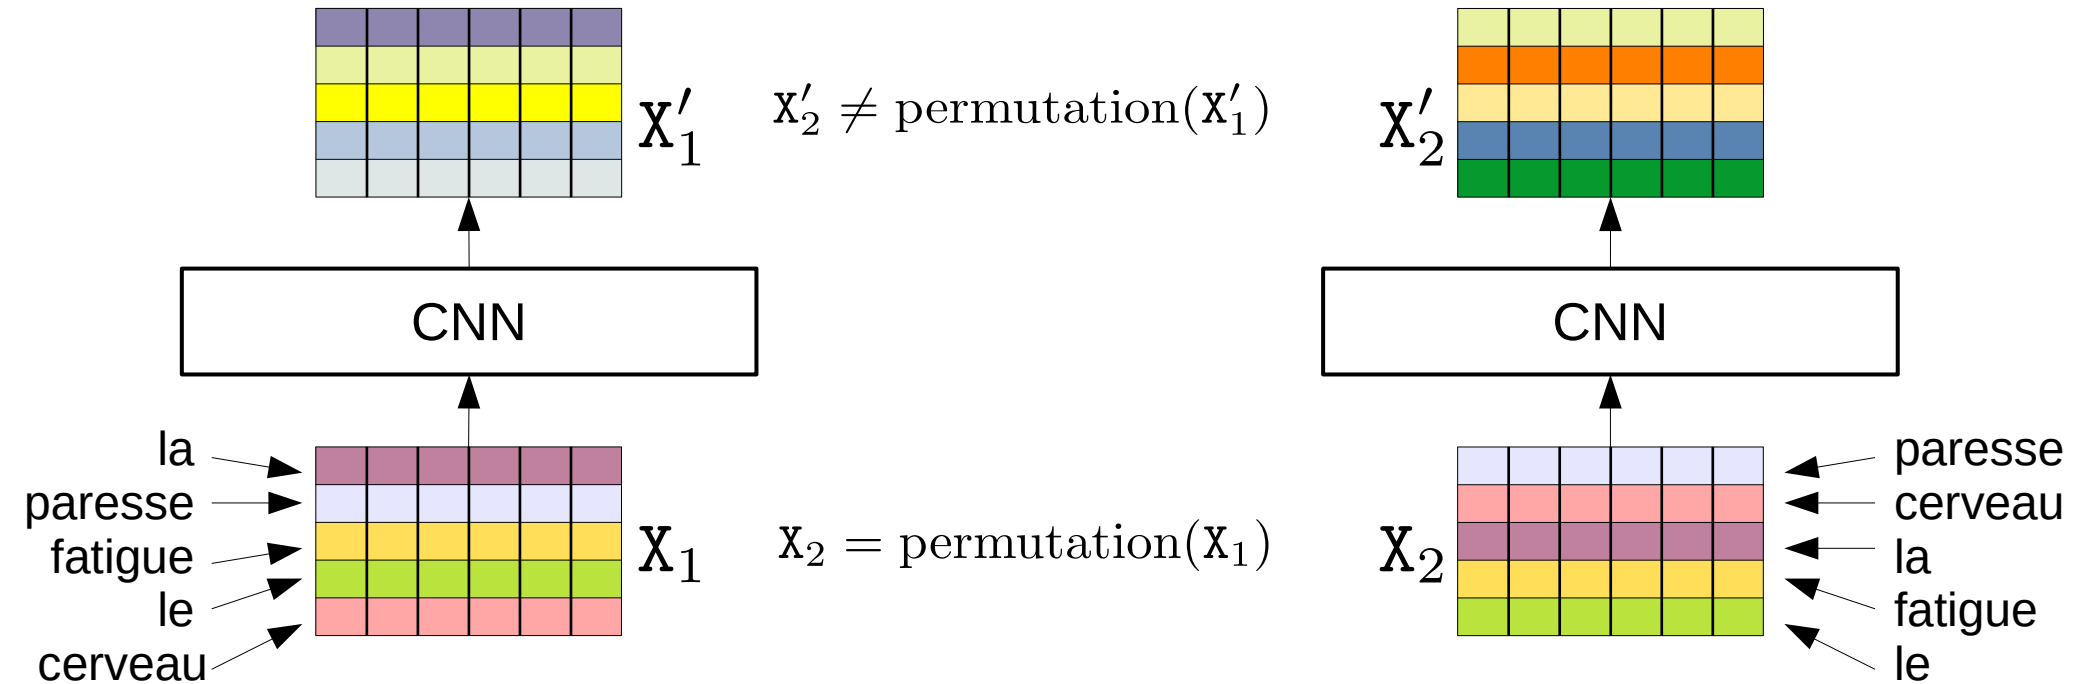 X′₁
X′₂ ≠ permutation(X′₁)
X′₂
CNN
CNN
la
paresse
fatigue
le
cerveau
X₁
X₂ = permutation(X₁)
X₂
paresse
cerveau
la
fatigue
le